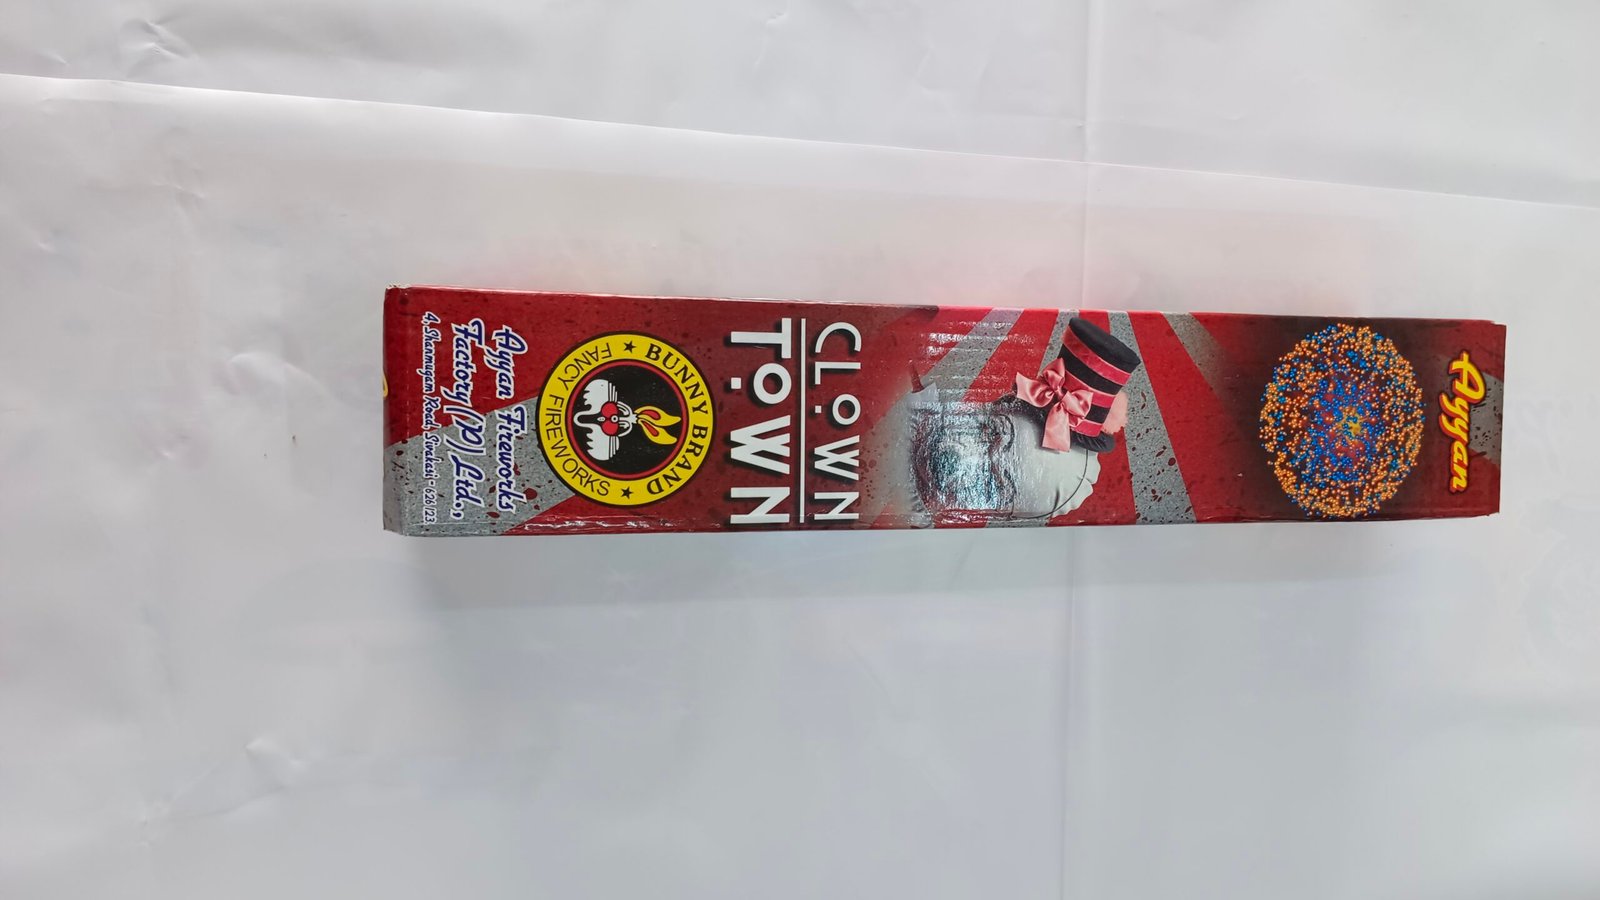 Ayyan
CLOWN
TOWN
★ BUNNY BRAND ★
FANCY FIREWORKS
Ayyan Fireworks
Factory (P) Ltd.,
4, Shanmugam Road, Sivakasi - 626 123